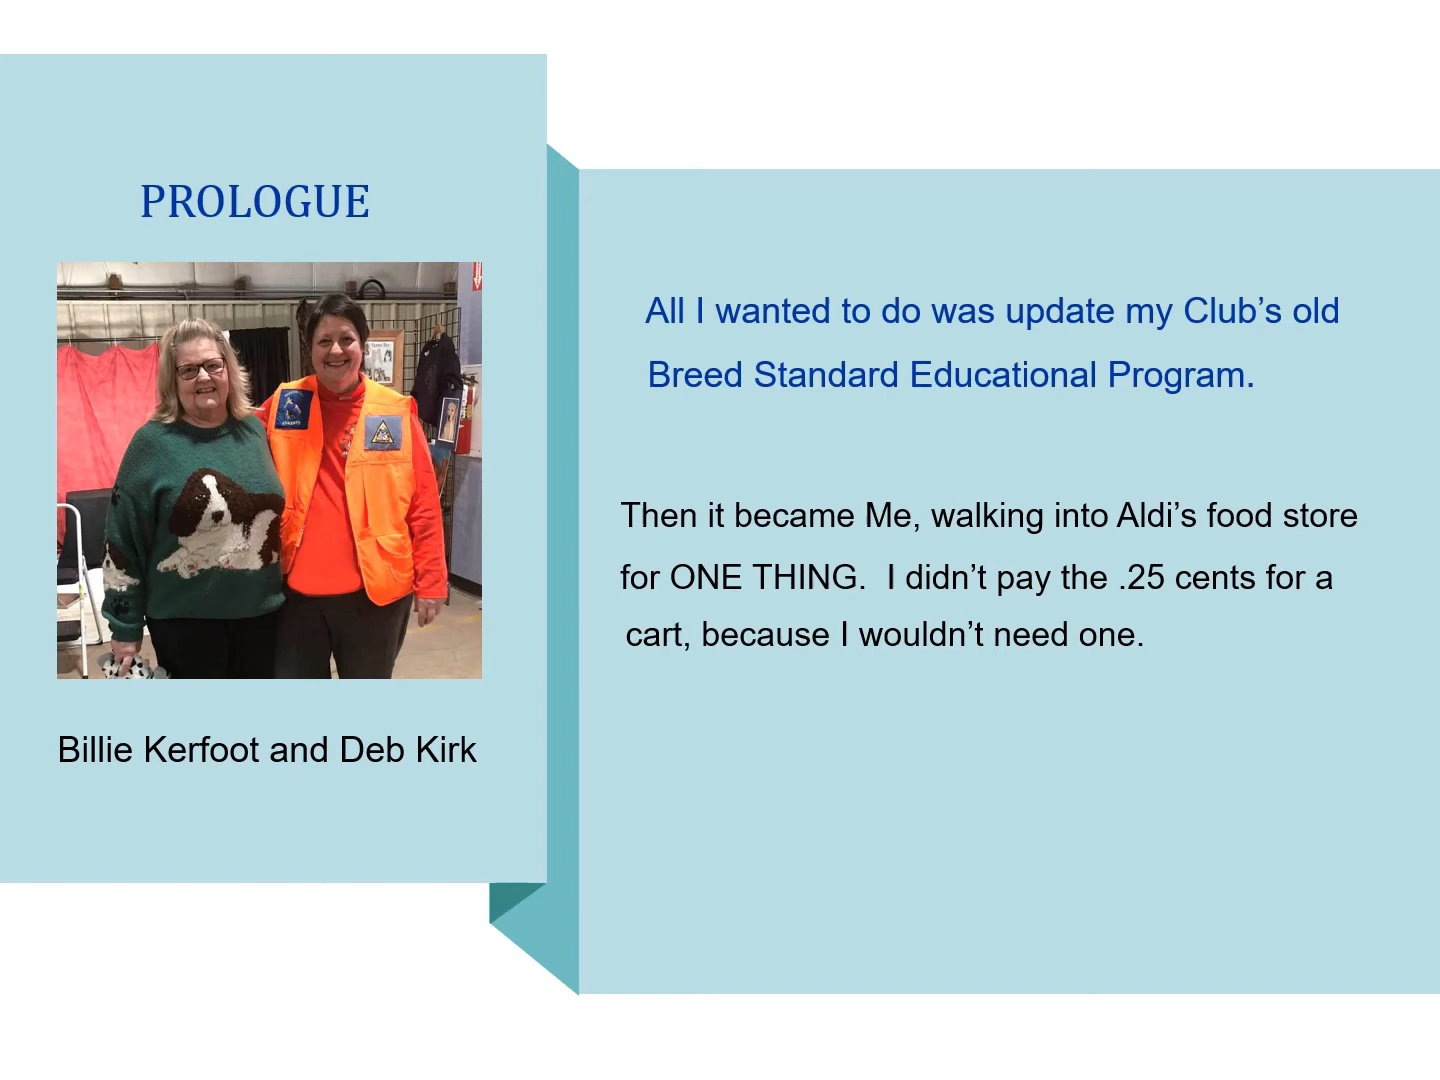 PROLOGUE
Billie Kerfoot and Deb Kirk
All I wanted to do was update my Club’s old
Breed Standard Educational Program.
Then it became Me, walking into Aldi’s food store
for ONE THING.  I didn’t pay the .25 cents for a
cart, because I wouldn’t need one.